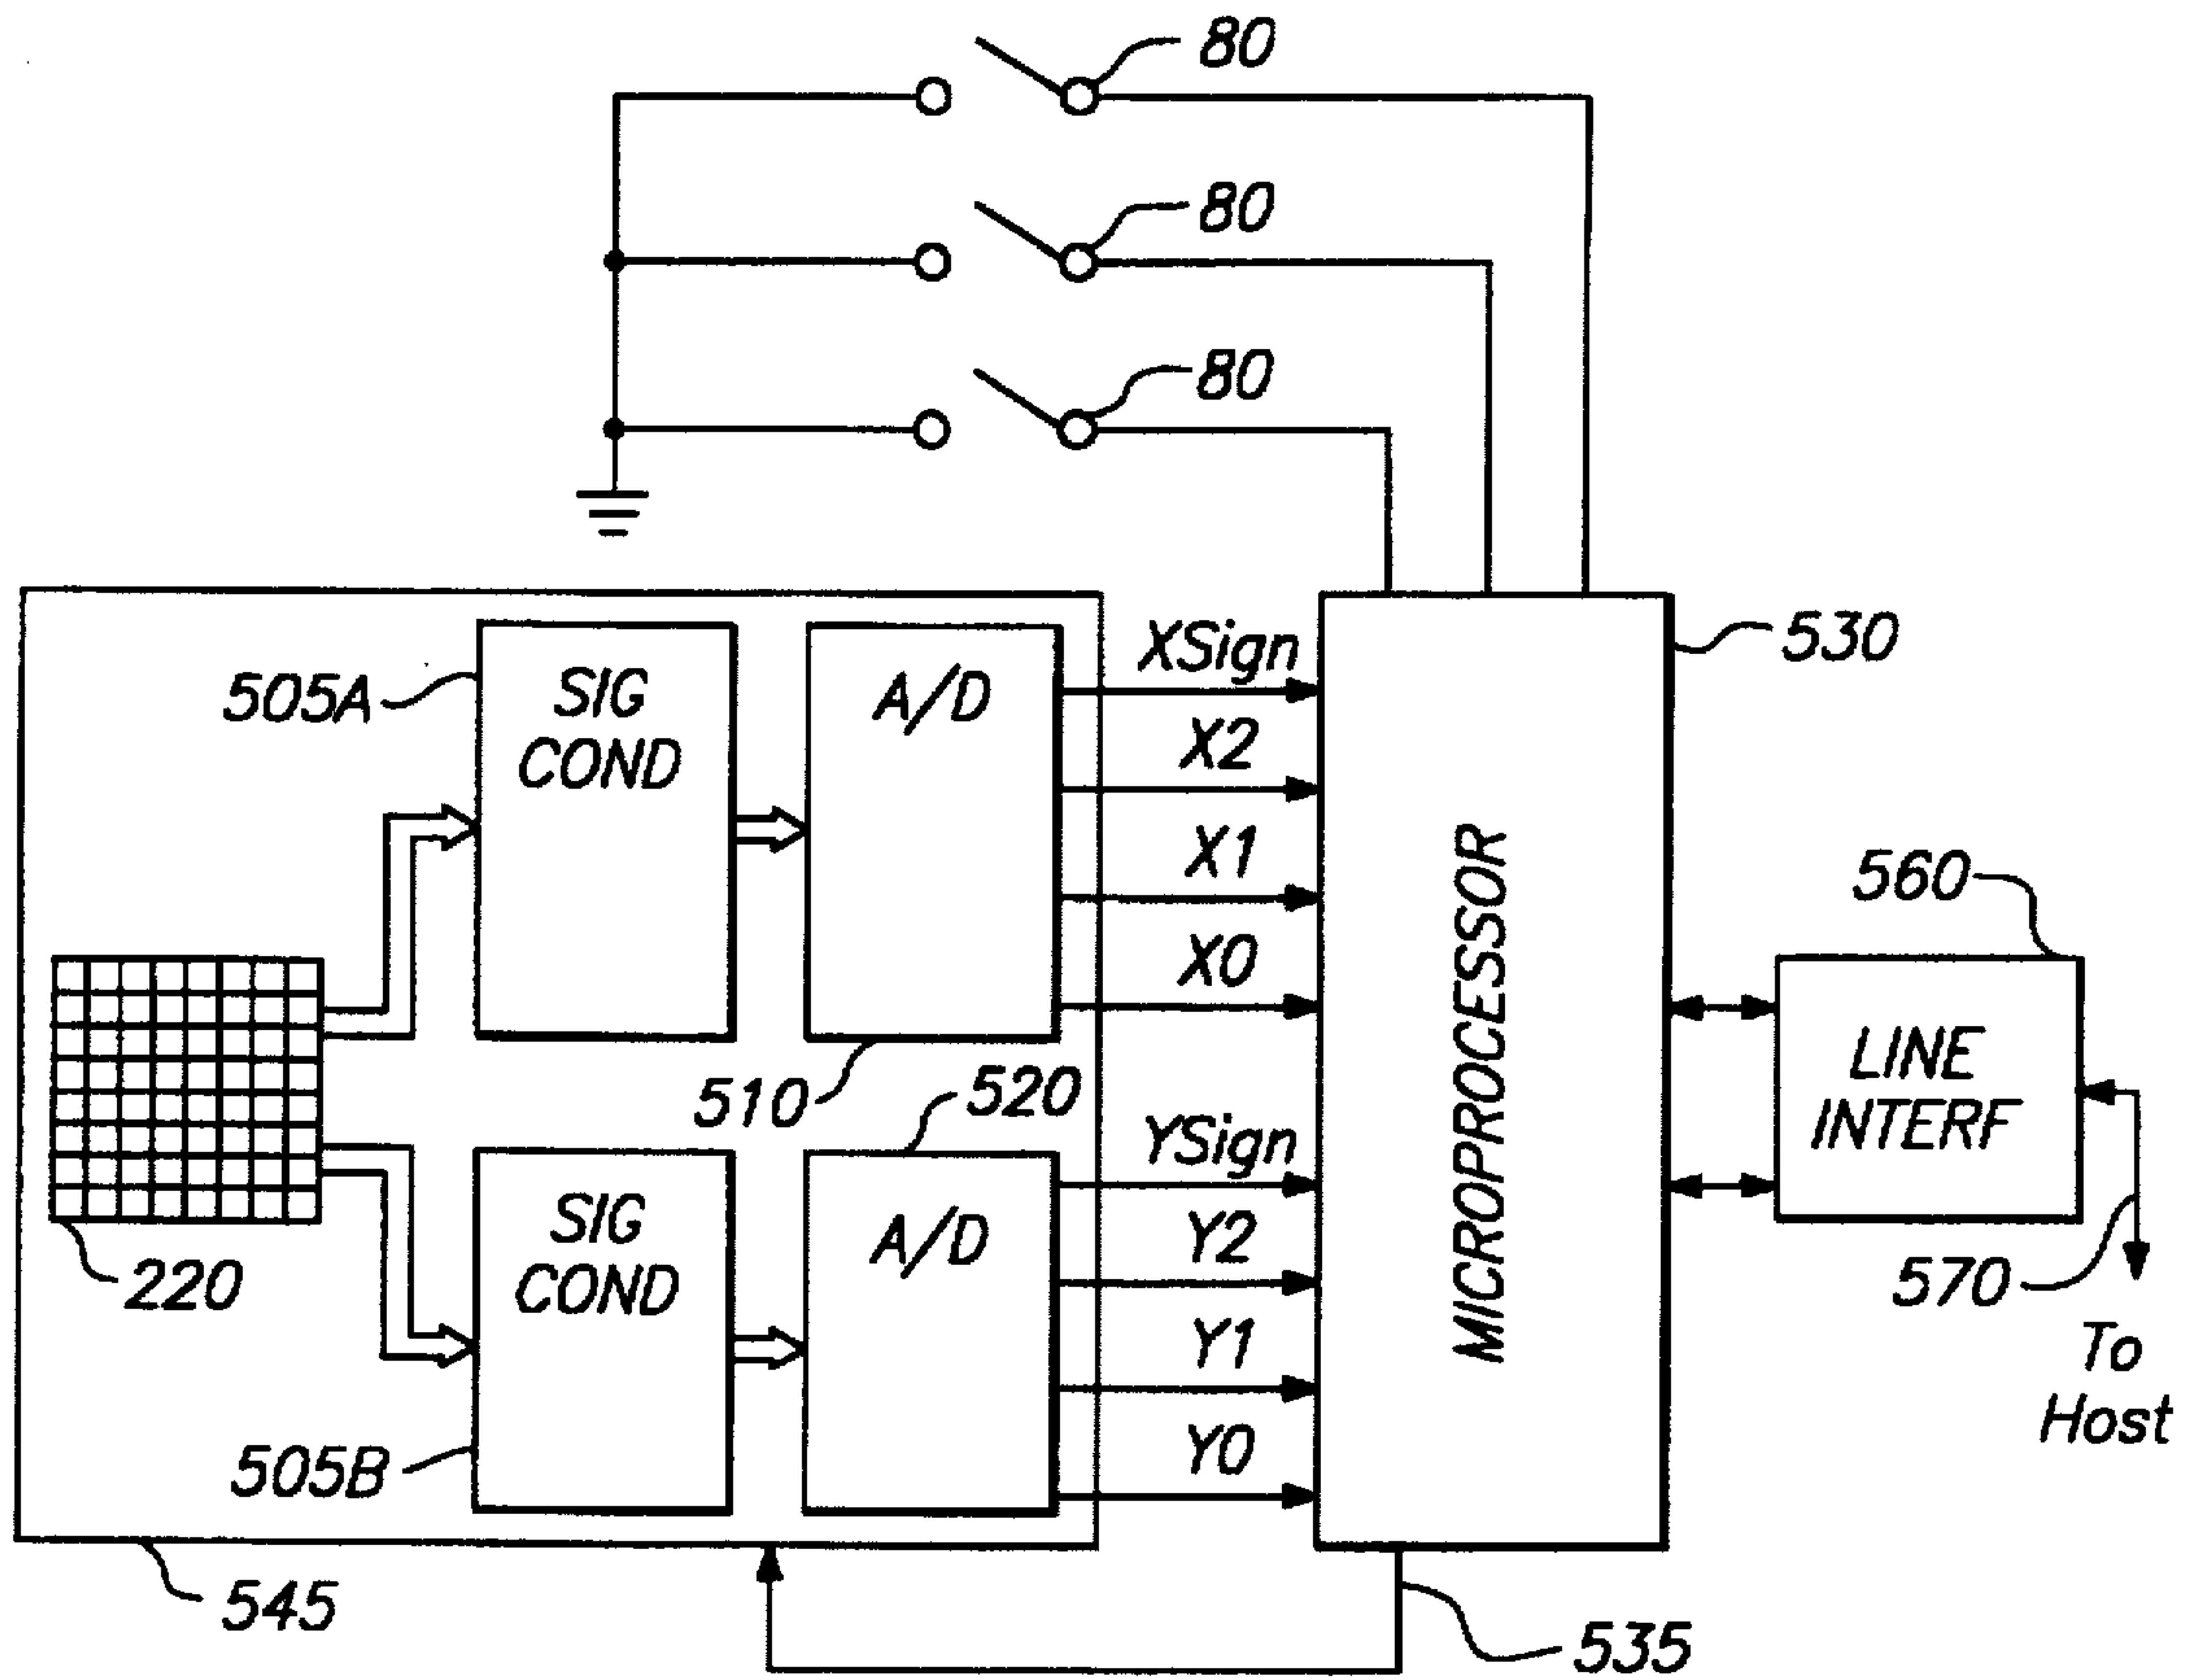 80
80
80
530
505A
SIG
COND
A/D
XSign
X2
X1
X0
510
520
220
505B
SIG
COND
A/D
YSign
Y2
Y1
Y0
MICROPROCESSOR
560
LINE
INTERF
570
To
Host
545
535